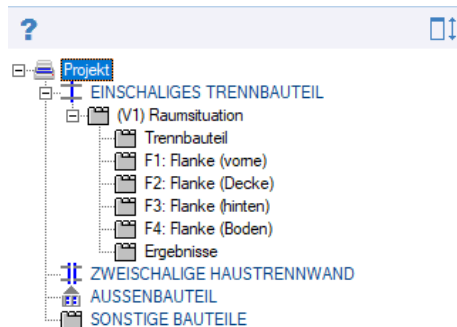 ?
Projekt
EINSCHALIGES TRENNBAUTEIL
(V1) Raumsituation
Trennbauteil
F1: Flanke (vorne)
F2: Flanke (Decke)
F3: Flanke (hinten)
F4: Flanke (Boden)
Ergebnisse
ZWEISCHALIGE HAUSTRENNWAND
AUSSENBAUTEIL
SONSTIGE BAUTEILE